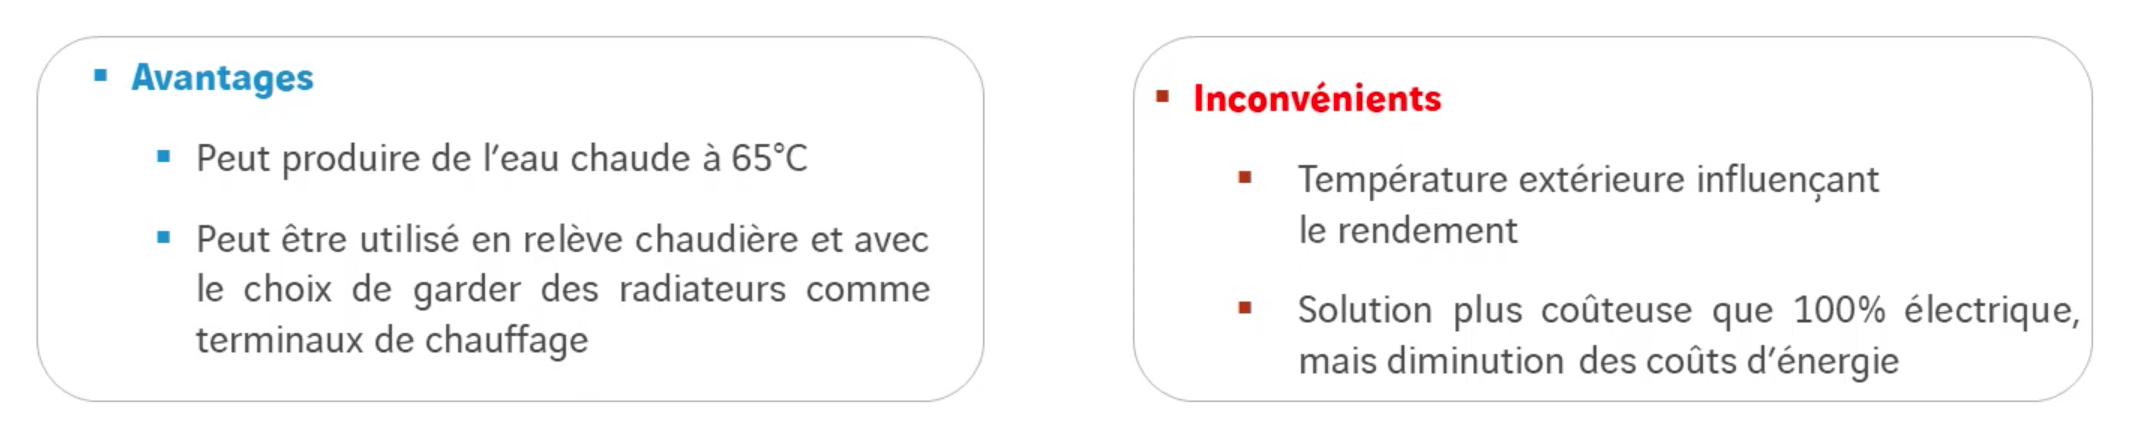 Avantages
Peut produire de l’eau chaude à 65°C
Peut être utilisé en relève chaudière et avec
le choix de garder des radiateurs comme
terminaux de chauffage
Inconvénients
Température extérieure influençant
le rendement
Solution plus coûteuse que 100% électrique,
mais diminution des coûts d’énergie